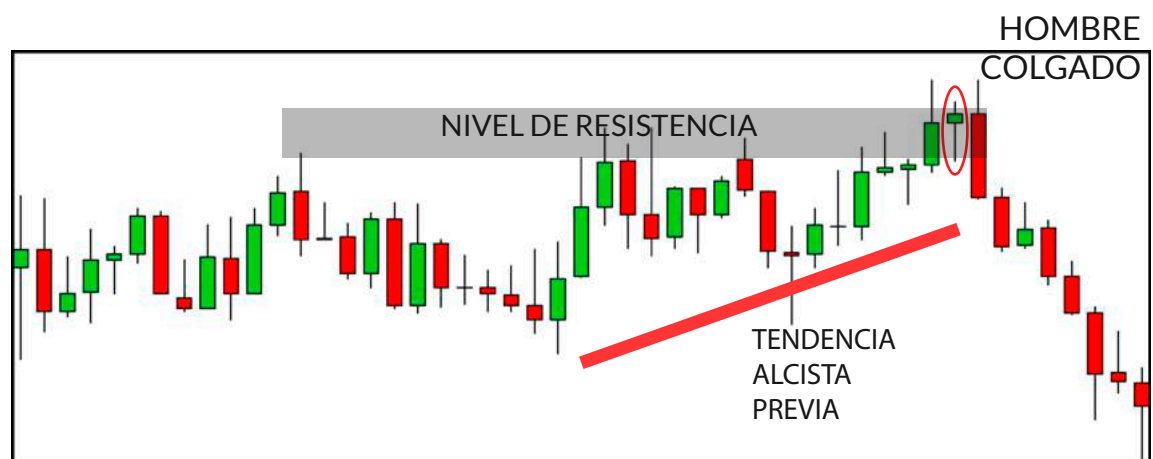 HOMBRE
COLGADO
NIVEL DE RESISTENCIA
TENDENCIA
ALCISTA
PREVIA